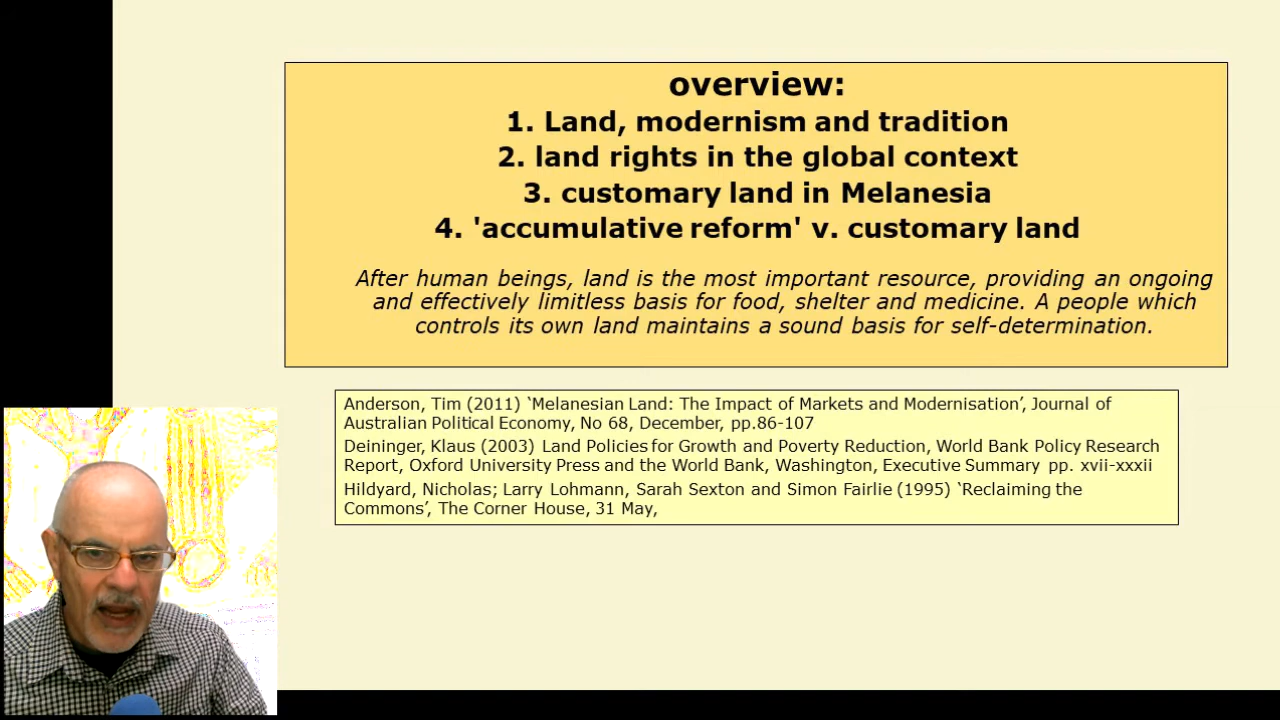 overview:
1. Land, modernism and tradition
2. land rights in the global context
3. customary land in Melanesia
4. 'accumulative reform' v. customary land
After human beings, land is the most important resource, providing an ongoing
and effectively limitless basis for food, shelter and medicine. A people which
controls its own land maintains a sound basis for self-determination.
Anderson, Tim (2011) ‘Melanesian Land: The Impact of Markets and Modernisation’, Journal of
Australian Political Economy, No 68, December, pp.86-107
Deininger, Klaus (2003) Land Policies for Growth and Poverty Reduction, World Bank Policy Research
Report, Oxford University Press and the World Bank, Washington, Executive Summary pp. xvii-xxxii
Hildyard, Nicholas; Larry Lohmann, Sarah Sexton and Simon Fairlie (1995) ‘Reclaiming the
Commons’, The Corner House, 31 May,